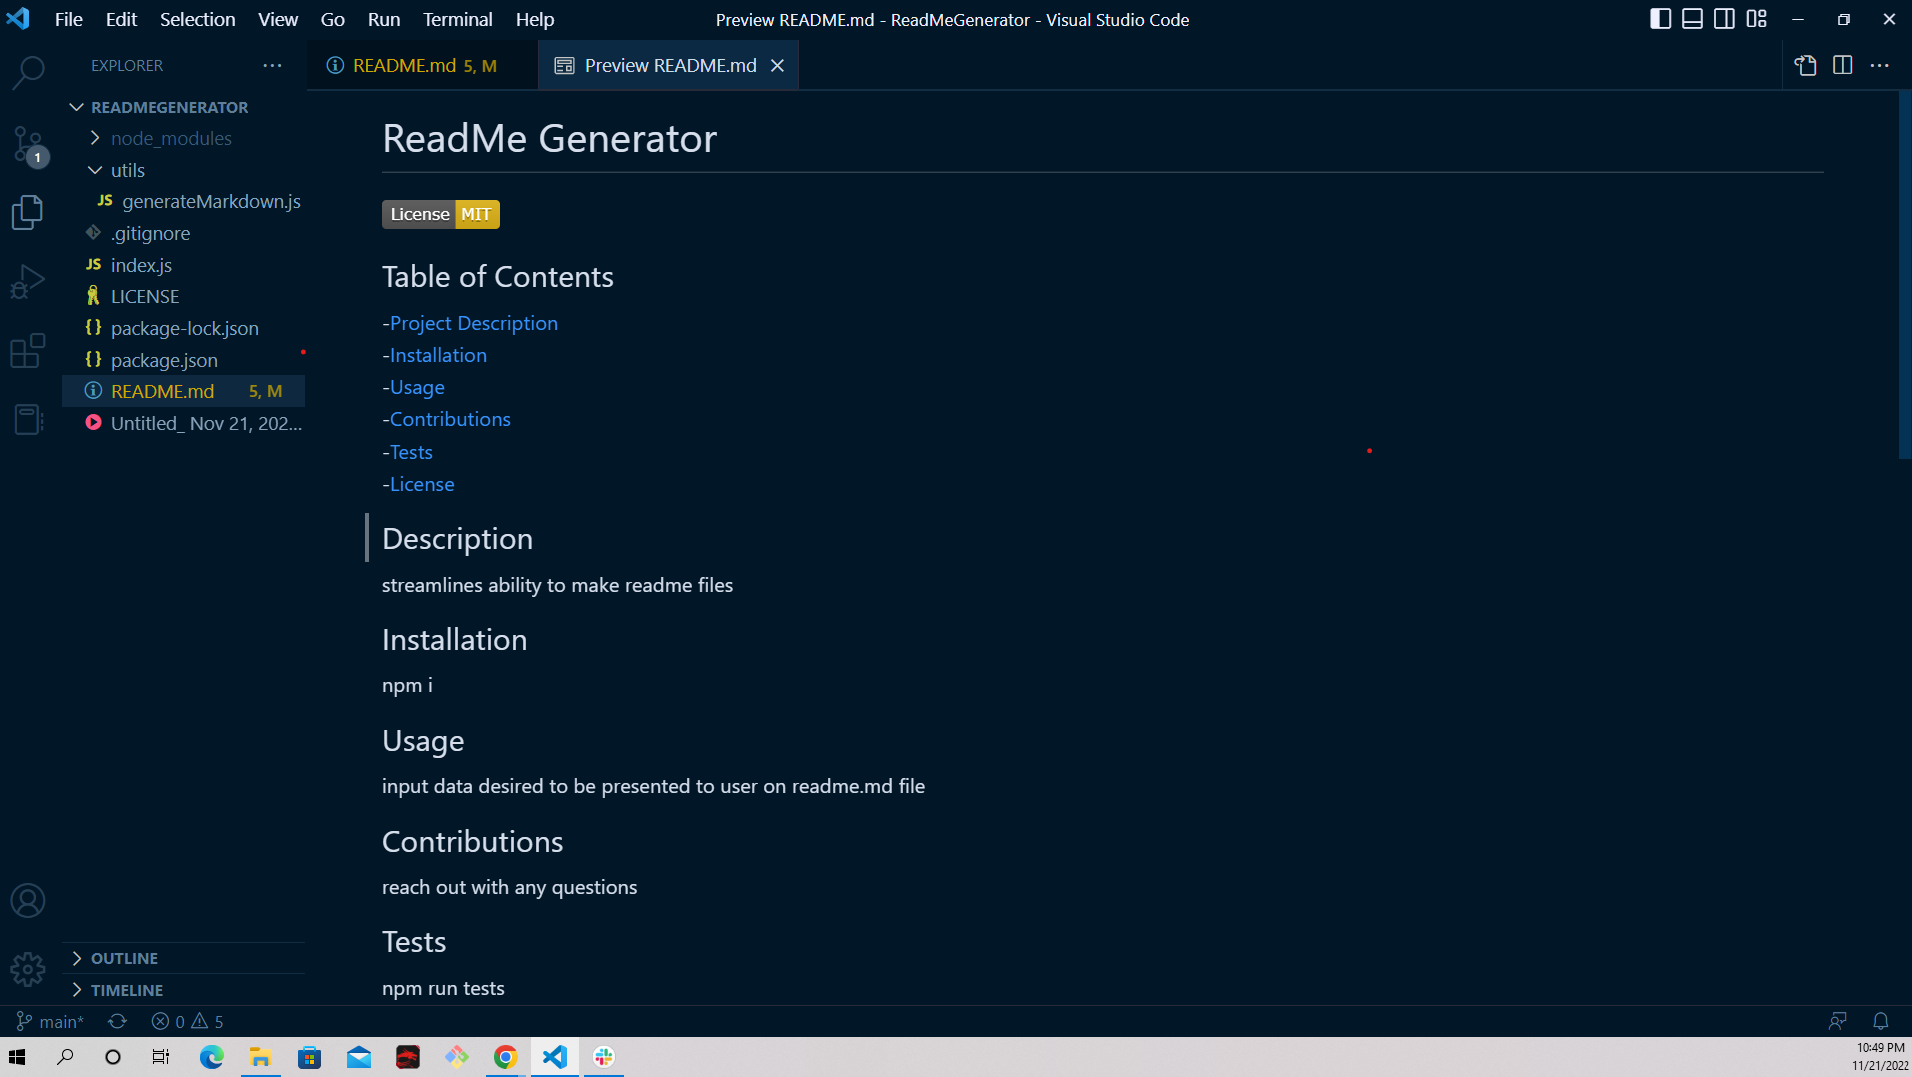 File Edit Selection View Go Run Terminal Help
Preview README.md - ReadMeGenerator - Visual Studio Code
EXPLORER
README.md 5, M
Preview README.md
READMEGENERATOR
node_modules
utils
JS generateMarkdown.js
.gitignore
JS index.js
LICENSE
{} package-lock.json
{} package.json
README.md 5, M
Untitled_ Nov 21, 202...
1
OUTLINE
TIMELINE
ReadMe Generator
License MIT
Table of Contents
-Project Description
-Installation
-Usage
-Contributions
-Tests
-License
Description
streamlines ability to make readme files
Installation
npm i
Usage
input data desired to be presented to user on readme.md file
Contributions
reach out with any questions
Tests
npm run tests
main* 0 5
10:49 PM
11/21/2022